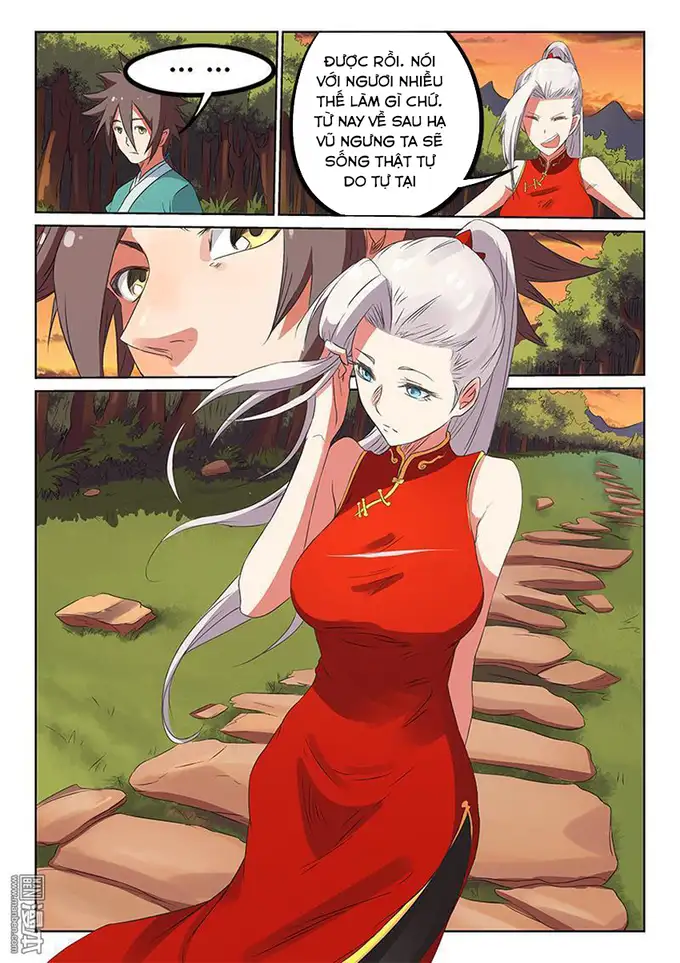 ... ...
ĐƯỢC RỒI. NÓI
VỚI NGƯƠI NHIỀU
THẾ LÀM GÌ CHỨ.
TỪ NAY VỀ SAU HẠ
VŨ NGƯNG TA SẼ
SỐNG THẬT TỰ
DO TỰ TẠI